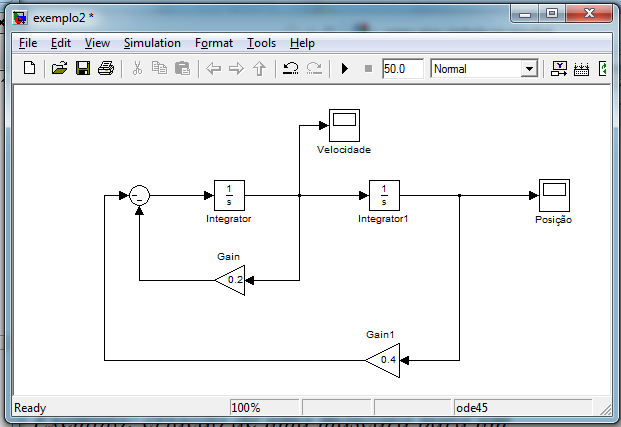 exemplo2 *
File Edit View Simulation Format Tools Help
50.0 Normal
Velocidade
1
s
Integrator
1
s
Integrator1
Posição
Gain
0.2
Gain1
0.4
Ready 100% ode45